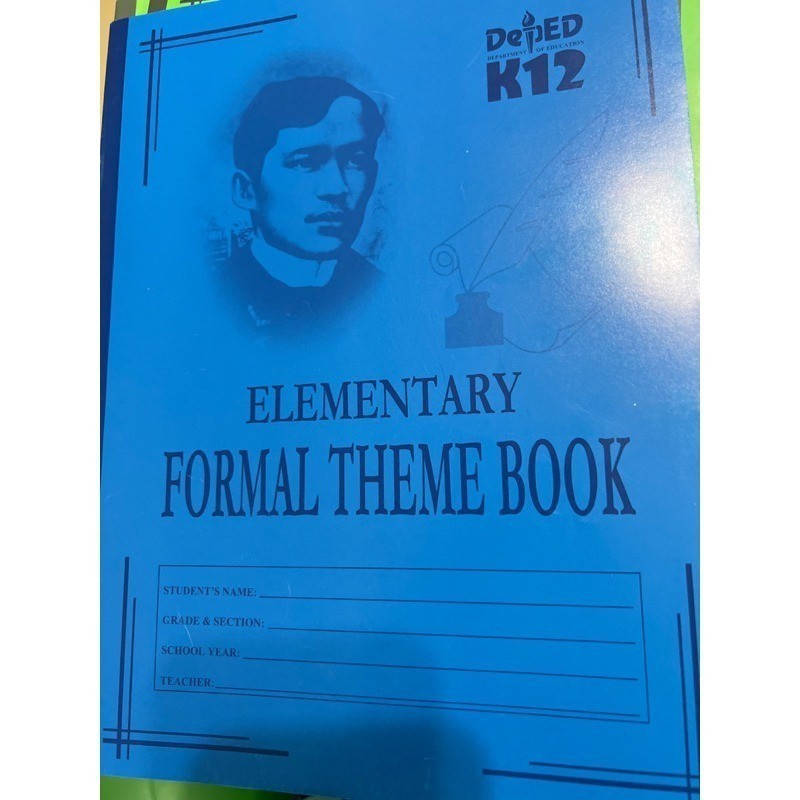 DepED
DEPARTMENT OF EDUCATION
K12
ELEMENTARY
FORMAL THEME BOOK
STUDENT'S NAME:
GRADE & SECTION:
SCHOOL YEAR:
TEACHER: